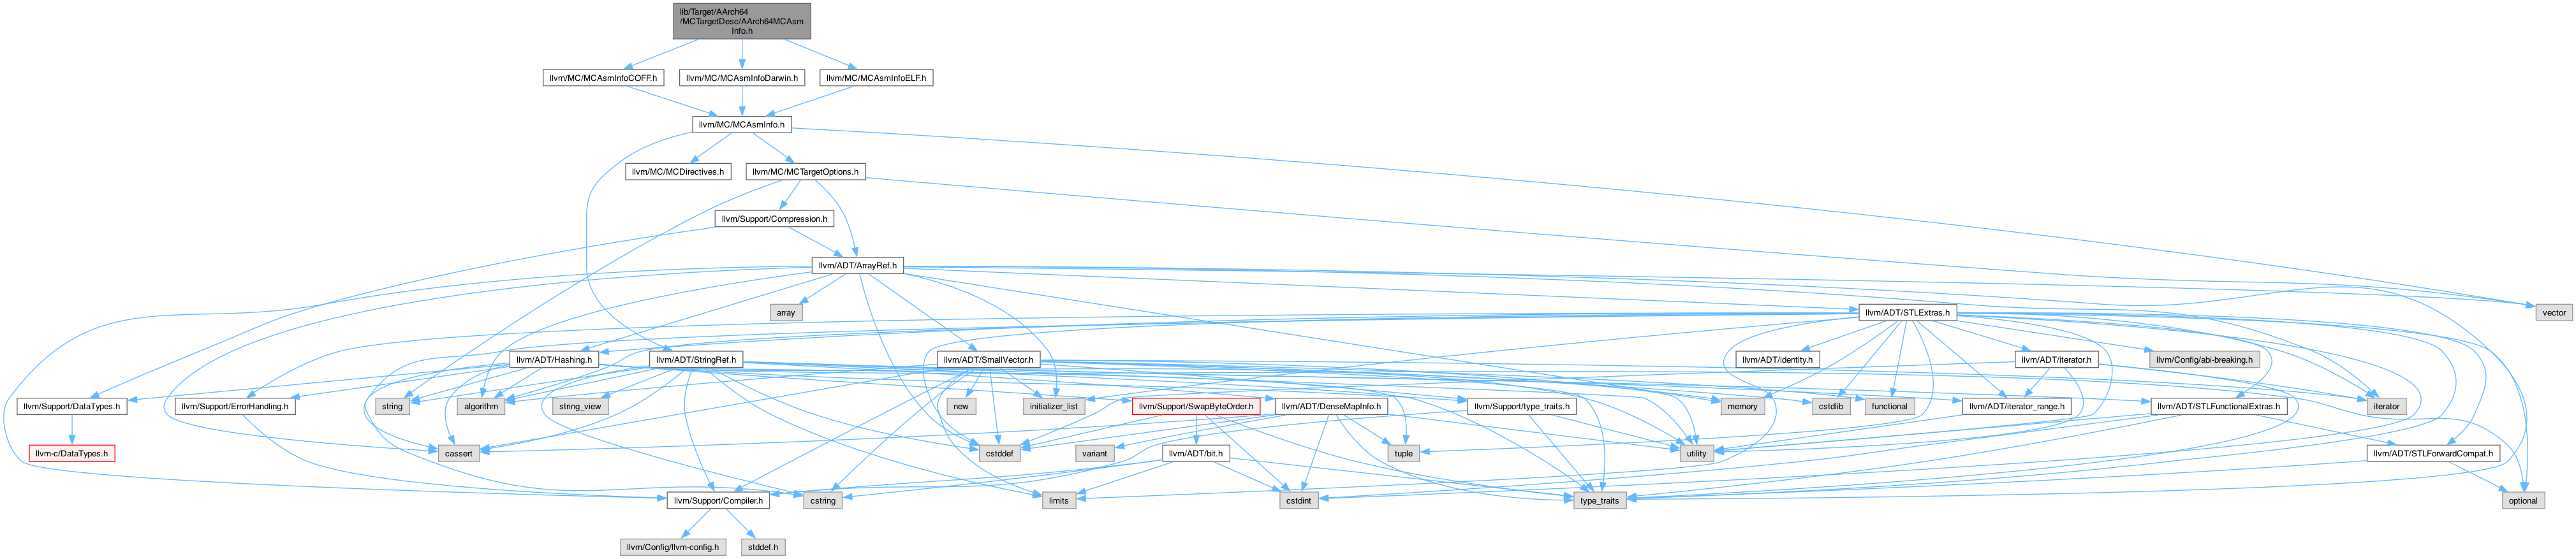 lib/Target/AArch64
/MCTargetDesc/AArch64MCAsm
Info.h
llvm/MC/MCAsmInfoCOFF.h
llvm/MC/MCAsmInfoDarwin.h
llvm/MC/MCAsmInfoELF.h
llvm/MC/MCAsmInfo.h
llvm/MC/MCDirectives.h
llvm/MC/MCTargetOptions.h
llvm/Support/Compression.h
llvm/ADT/ArrayRef.h
array
llvm/ADT/STLExtras.h
vector
llvm/ADT/Hashing.h
llvm/ADT/StringRef.h
llvm/ADT/SmallVector.h
llvm/ADT/identity.h
llvm/ADT/iterator.h
llvm/Config/abi-breaking.h
llvm/Support/DataTypes.h
llvm/Support/ErrorHandling.h
string
algorithm
string_view
new
initializer_list
llvm/Support/SwapByteOrder.h
llvm/ADT/DenseMapInfo.h
llvm/Support/type_traits.h
memory
cstdlib
functional
llvm/ADT/iterator_range.h
llvm/ADT/STLFunctionalExtras.h
iterator
llvm-c/DataTypes.h
cassert
cstddef
variant
llvm/ADT/bit.h
tuple
utility
llvm/ADT/STLForwardCompat.h
llvm/Support/Compiler.h
cstring
limits
cstdint
type_traits
optional
llvm/Config/llvm-config.h
stddef.h